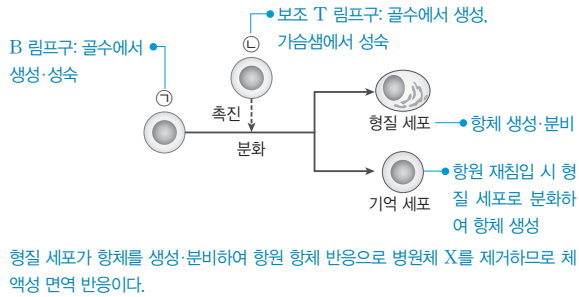 보조 T 림프구: 골수에서 생성,
가슴샘에서 성숙
B 림프구: 골수에서
생성·성숙
㉡
㉠
촉진
분화
형질 세포
항체 생성·분비
기억 세포
항원 재침입 시 형
질 세포로 분화하
여 항체 생성
형질 세포가 항체를 생성·분비하여 항원 항체 반응으로 병원체 X를 제거하므로 체
액성 면역 반응이다.